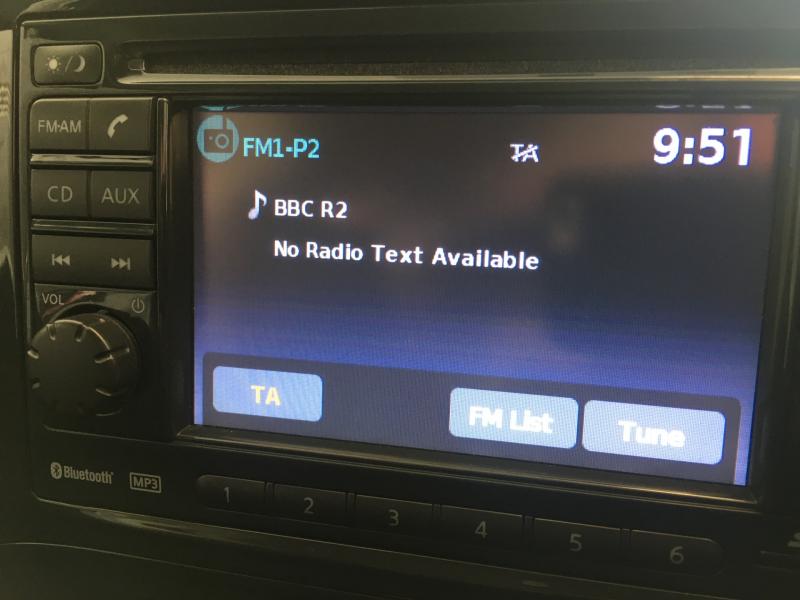 FM1-P2 TA 9:51
BBC R2
No Radio Text Available
TA FM List Tune
FM·AM
CD AUX
VOL
Bluetooth MP3
1 2 3 4 5 6